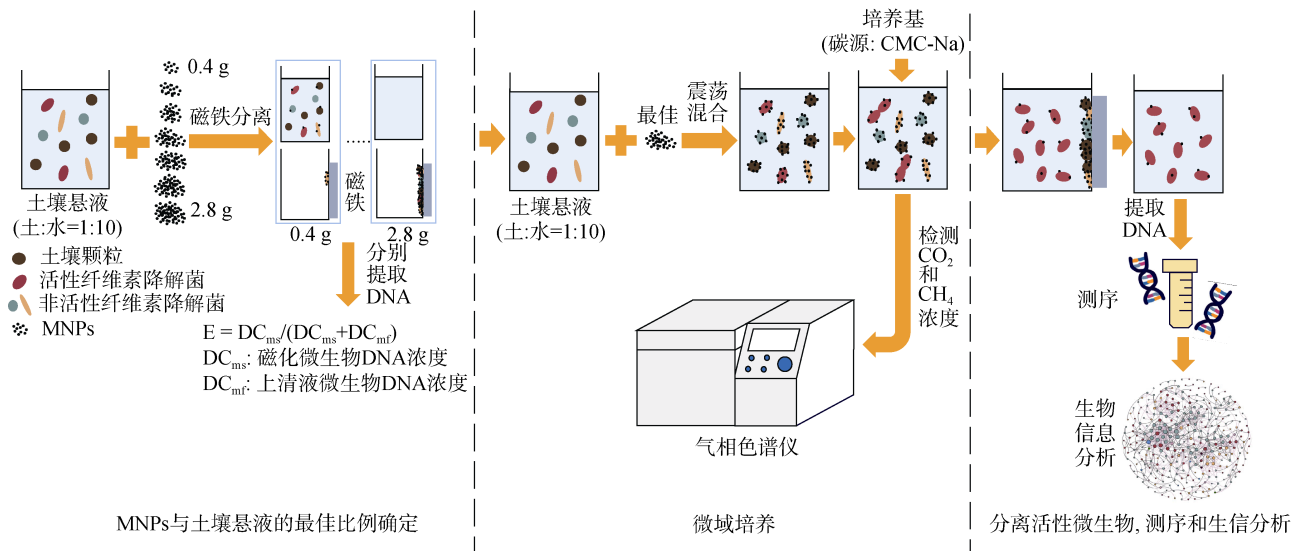 0.4 g
2.8 g
土壤悬液
(土:水=1:10)
磁铁分离
......
磁
铁
0.4 g
2.8 g
土壤颗粒
活性纤维素降解菌
非活性纤维素降解菌
MNPs
分别
提取
DNA
E = DCms/(DCms+DCmf)
DCms: 磁化微生物DNA浓度
DCmf: 上清液微生物DNA浓度
MNPs与土壤悬液的最佳比例确定
土壤悬液
(土:水=1:10)
最佳
震荡
混合
培养基
(碳源: CMC-Na)
检测
CO2
和
CH4
浓度
气相色谱仪
微域培养
提取
DNA
测序
生物
信息
分析
分离活性微生物, 测序和生信分析